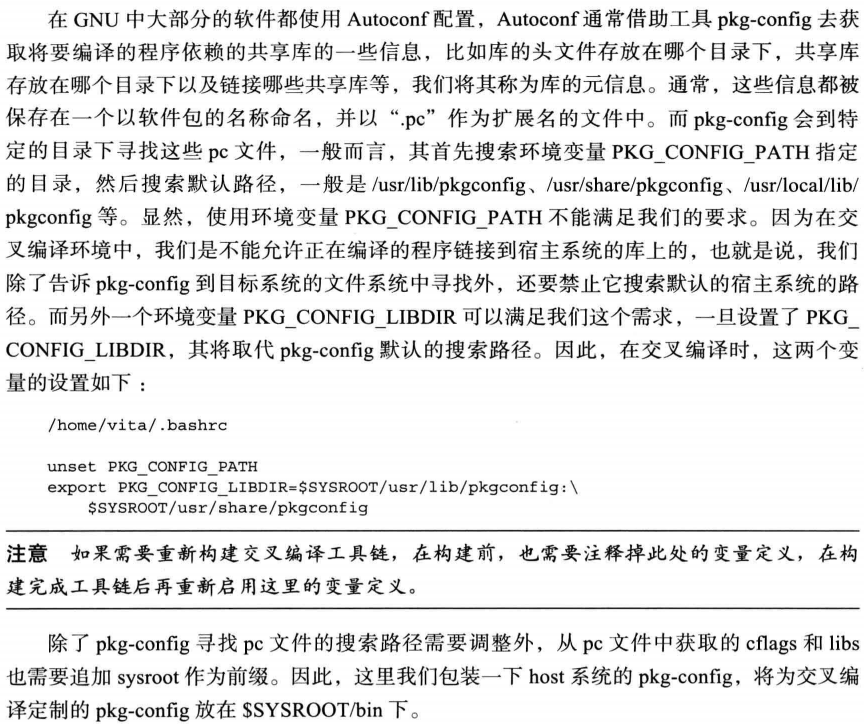 在 GNU 中大部分的软件都使用 Autoconf 配置，Autoconf 通常借助工具 pkg-config 去获
取将要编译的程序依赖的共享库的一些信息，比如库的头文件存放在哪个目录下，共享库
存放在哪个目录下以及链接哪些共享库等，我们将其称为库的元信息。通常，这些信息都被
保存在一个以软件包的名称命名，并以“.pc”作为扩展名的文件中。而 pkg-config 会到特
定的目录下寻找这些 pc 文件，一般而言，其首先搜索环境变量 PKG_CONFIG_PATH 指定
的目录，然后搜索默认路径，一般是 /usr/lib/pkgconfig、/usr/share/pkgconfig、/usr/local/lib/
pkgconfig 等。显然，使用环境变量 PKG_CONFIG_PATH 不能满足我们的要求。因为在交
叉编译环境中，我们是不能允许正在编译的程序链接到宿主系统的库上的，也就是说，我们
除了告诉 pkg-config 到目标系统的文件系统中寻找外，还要禁止它搜索默认的宿主系统的路
径。而另外一个环境变量 PKG_CONFIG_LIBDIR 可以满足我们这个需求，一旦设置了 PKG_
CONFIG_LIBDIR，其将取代 pkg-config 默认的搜索路径。因此，在交叉编译时，这两个变
量的设置如下：
/home/vita/.bashrc
unset PKG_CONFIG_PATH
export PKG_CONFIG_LIBDIR=$SYSROOT/usr/lib/pkgconfig:\
$SYSROOT/usr/share/pkgconfig
注意 如果需要重新构建交叉编译工具链，在构建前，也需要注释掉此处的变量定义，在构
建完成工具链后再重新启用这里的变量定义。
除了 pkg-config 寻找 pc 文件的搜索路径需要调整外，从 pc 文件中获取的 cflags 和 libs
也需要追加 sysroot 作为前缀。因此，这里我们包装一下 host 系统的 pkg-config，将为交叉编
译定制的 pkg-config 放在 $SYSROOT/bin 下。